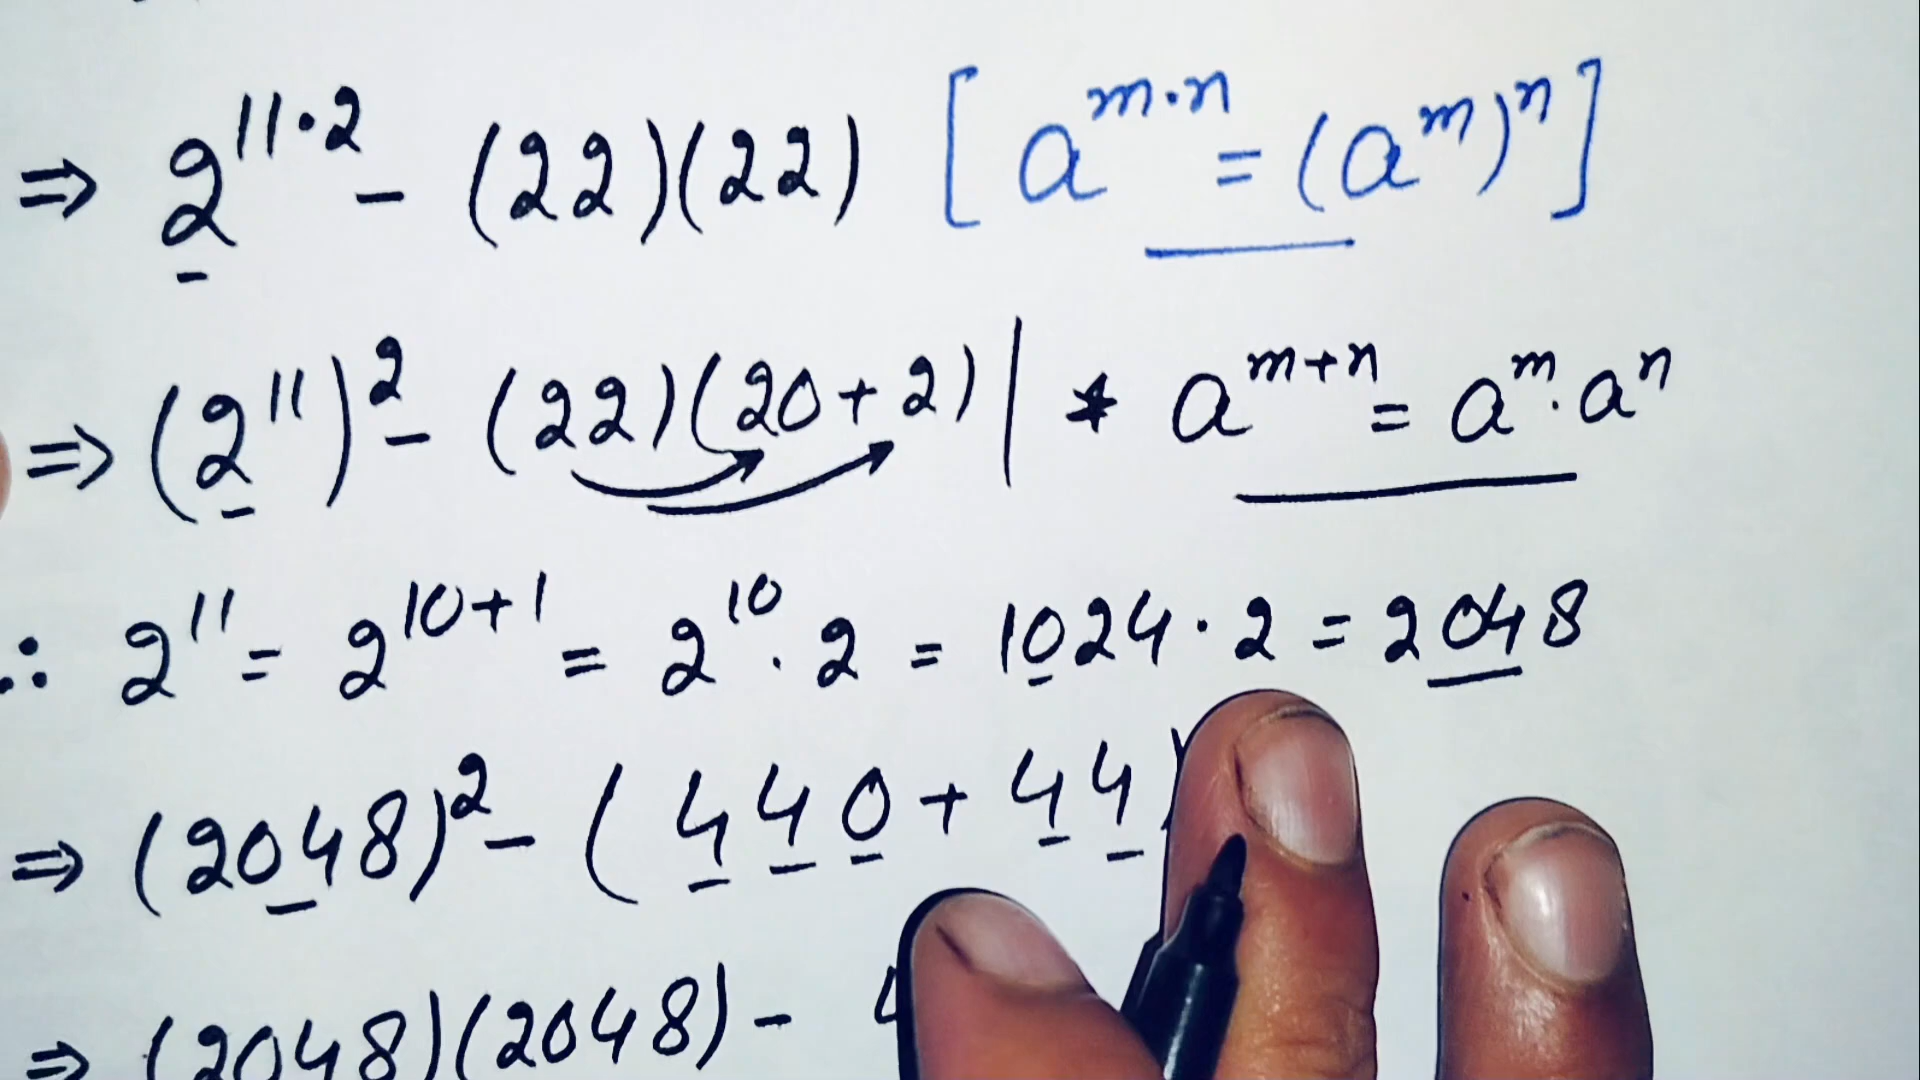 ⇒ 2^{11·2} - (22)(22) [a^{m·n} = (a^m)^n]
⇒ (2^{11})^2 - (22)(20+2) | * a^{m+n} = a^m · a^n
∴ 2^{11} = 2^{10+1} = 2^{10} · 2 = 1024 · 2 = 2048
⇒ (2048)^2 - (440 + 44)
⇒ (2048)(2048) -